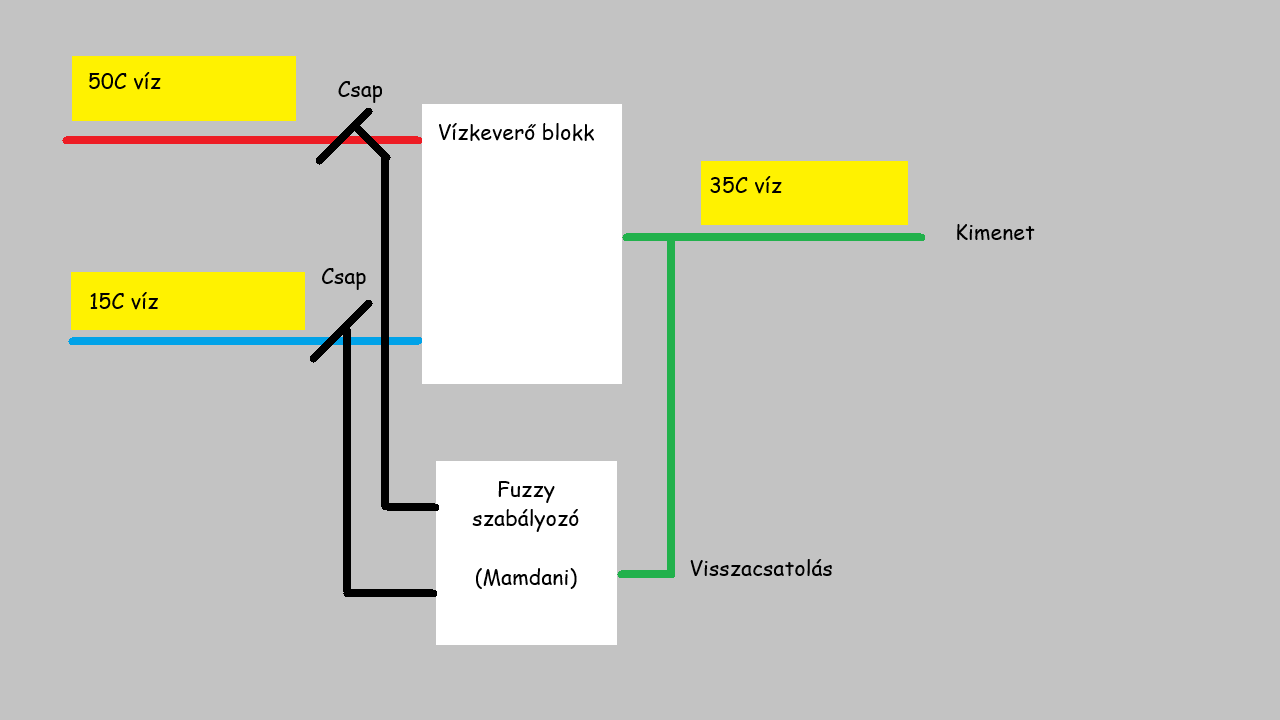 50C víz
Csap
Vízkeverő blokk
35C víz
Kimenet
15C víz
Csap
Fuzzy
szabályozó
(Mamdani)
Visszacsatolás